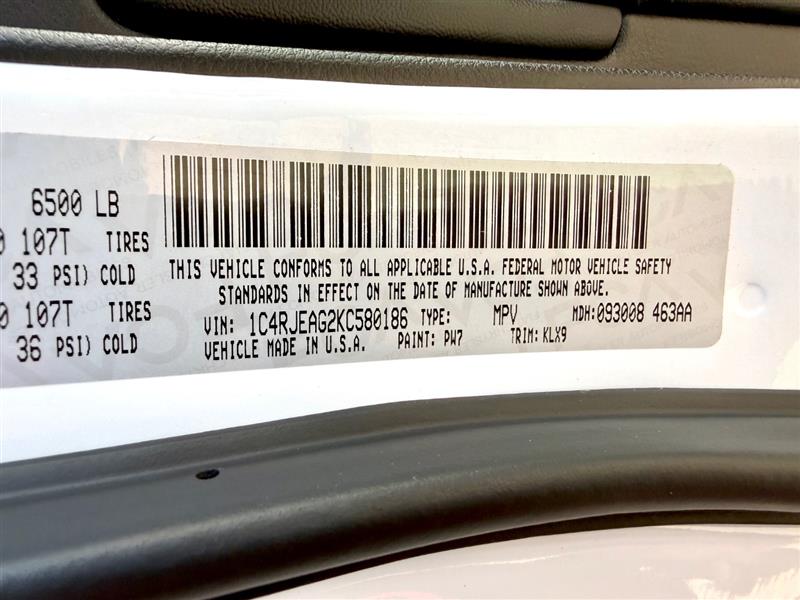 6500 LB
0 107T TIRES
33 PSI) COLD
0 107T TIRES
36 PSI) COLD
THIS VEHICLE CONFORMS TO ALL APPLICABLE U.S.A. FEDERAL MOTOR VEHICLE SAFETY
STANDARDS IN EFFECT ON THE DATE OF MANUFACTURE SHOWN ABOVE.
VIN: 1C4RJEAG2KC580186 TYPE: MPV MDH:093008 463AA
VEHICLE MADE IN U.S.A. PAINT: PW7 TRIM: KLX9